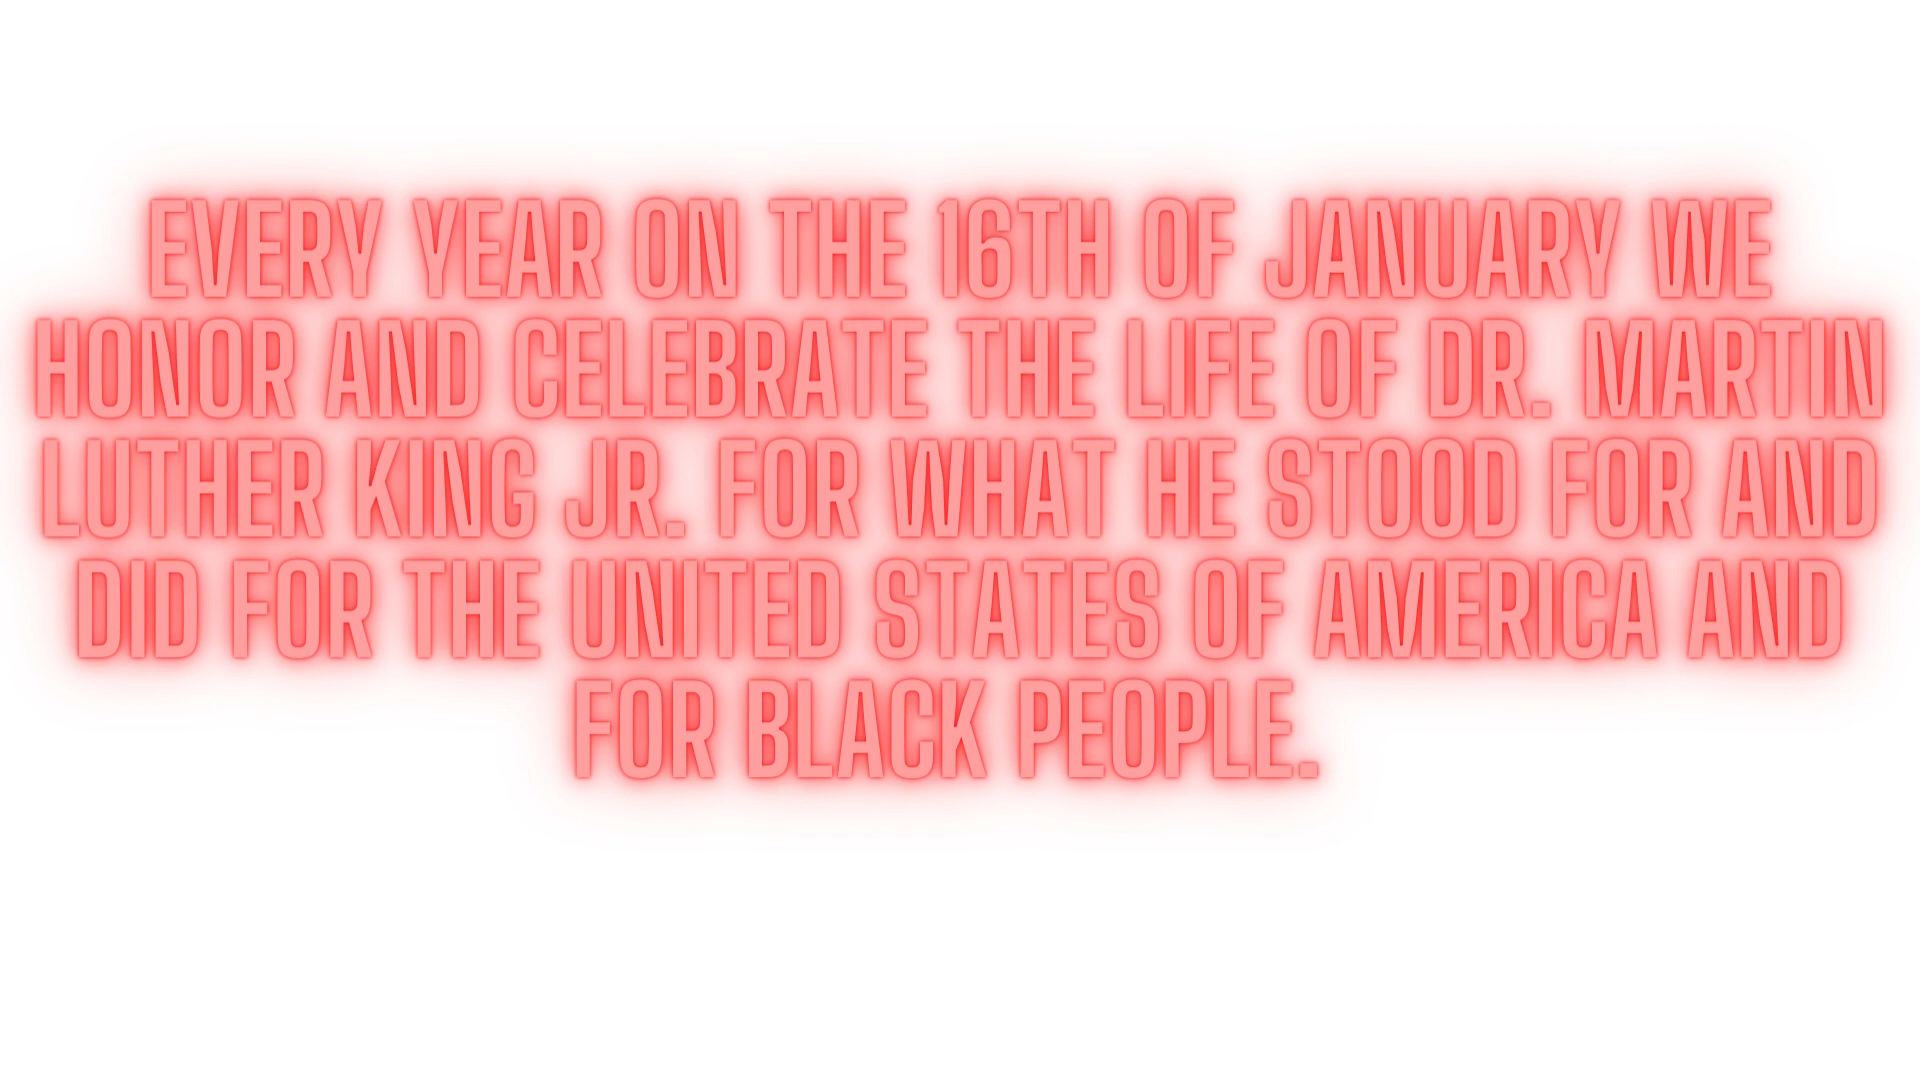 EVERY YEAR ON THE 16TH OF JANUARY WE
HONOR AND CELEBRATE THE LIFE OF DR. MARTIN
LUTHER KING JR. FOR WHAT HE STOOD FOR AND
DID FOR THE UNITED STATES OF AMERICA AND
FOR BLACK PEOPLE.